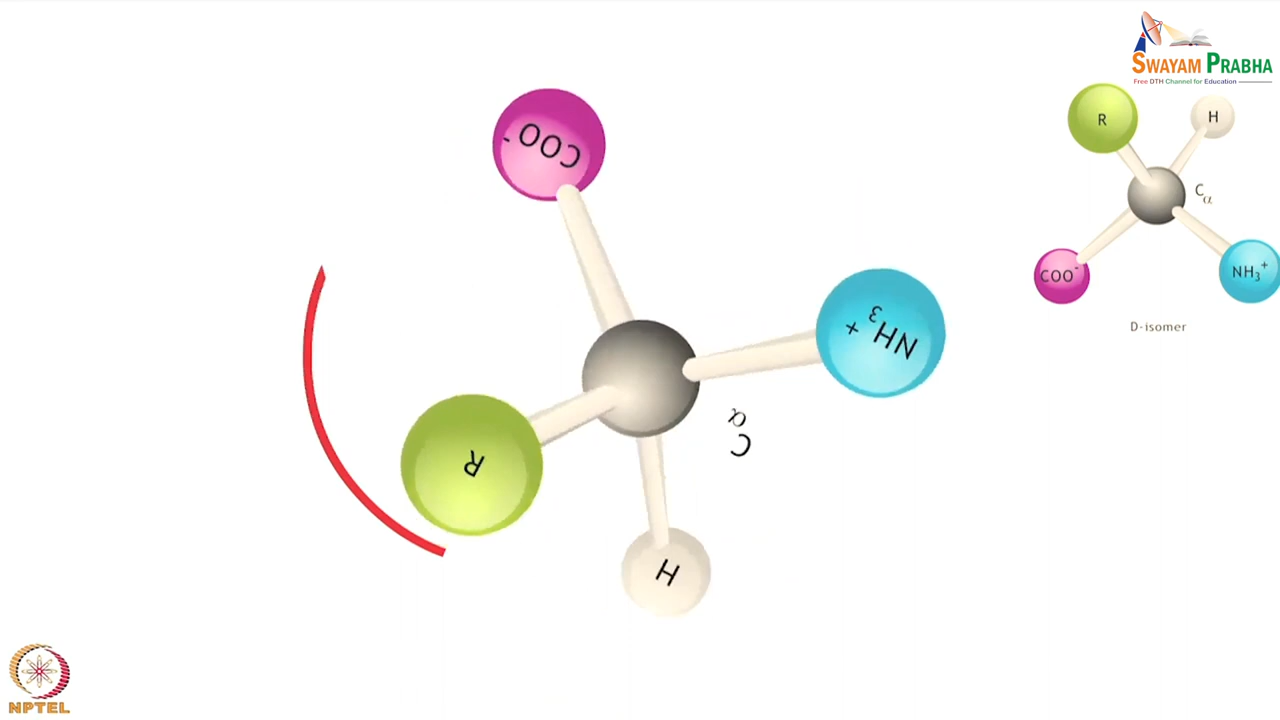 SWAYAM PRABHA
Free DTH Channel for Education
COO-
R
H
Cα
COO-
NH3+
D-isomer
NH3+
Cα
R
H
NPTEL